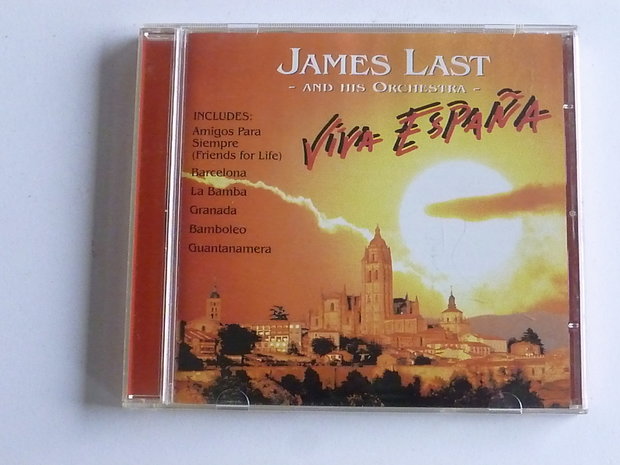 JAMES LAST
- AND HIS ORCHESTRA -
VIVA ESPAÑA
INCLUDES:
Amigos Para
Siempre
(Friends for Life)
Barcelona
La Bamba
Granada
Bamboleo
Guantanamera